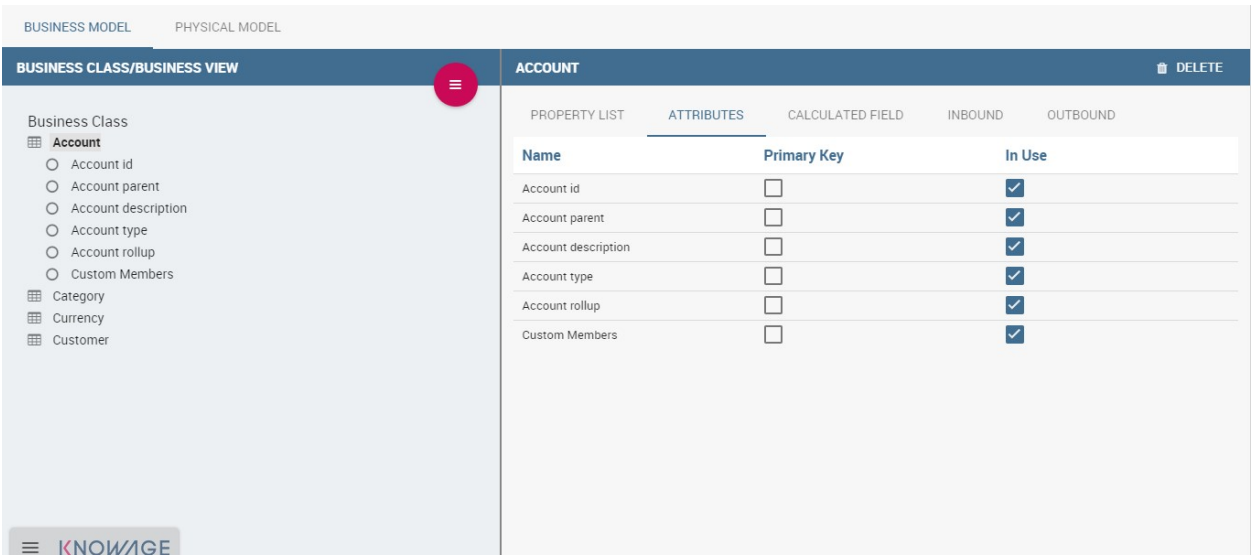 BUSINESS MODEL PHYSICAL MODEL
BUSINESS CLASS/BUSINESS VIEW
Business Class
Account
Account id
Account parent
Account description
Account type
Account rollup
Custom Members
Category
Currency
Customer
KNOWAGE
ACCOUNT DELETE
PROPERTY LIST ATTRIBUTES CALCULATED FIELD INBOUND OUTBOUND
Name Primary Key In Use
Account id
Account parent
Account description
Account type
Account rollup
Custom Members